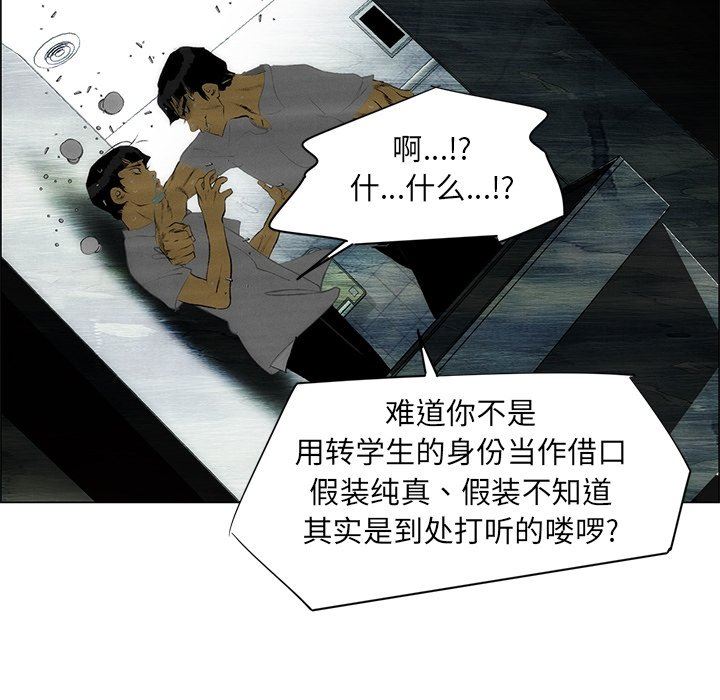 啊...!?
什...什么...!?
难道你不是
用转学生的身份当作借口
假装纯真、假装不知道
其实是到处打听的喽啰?